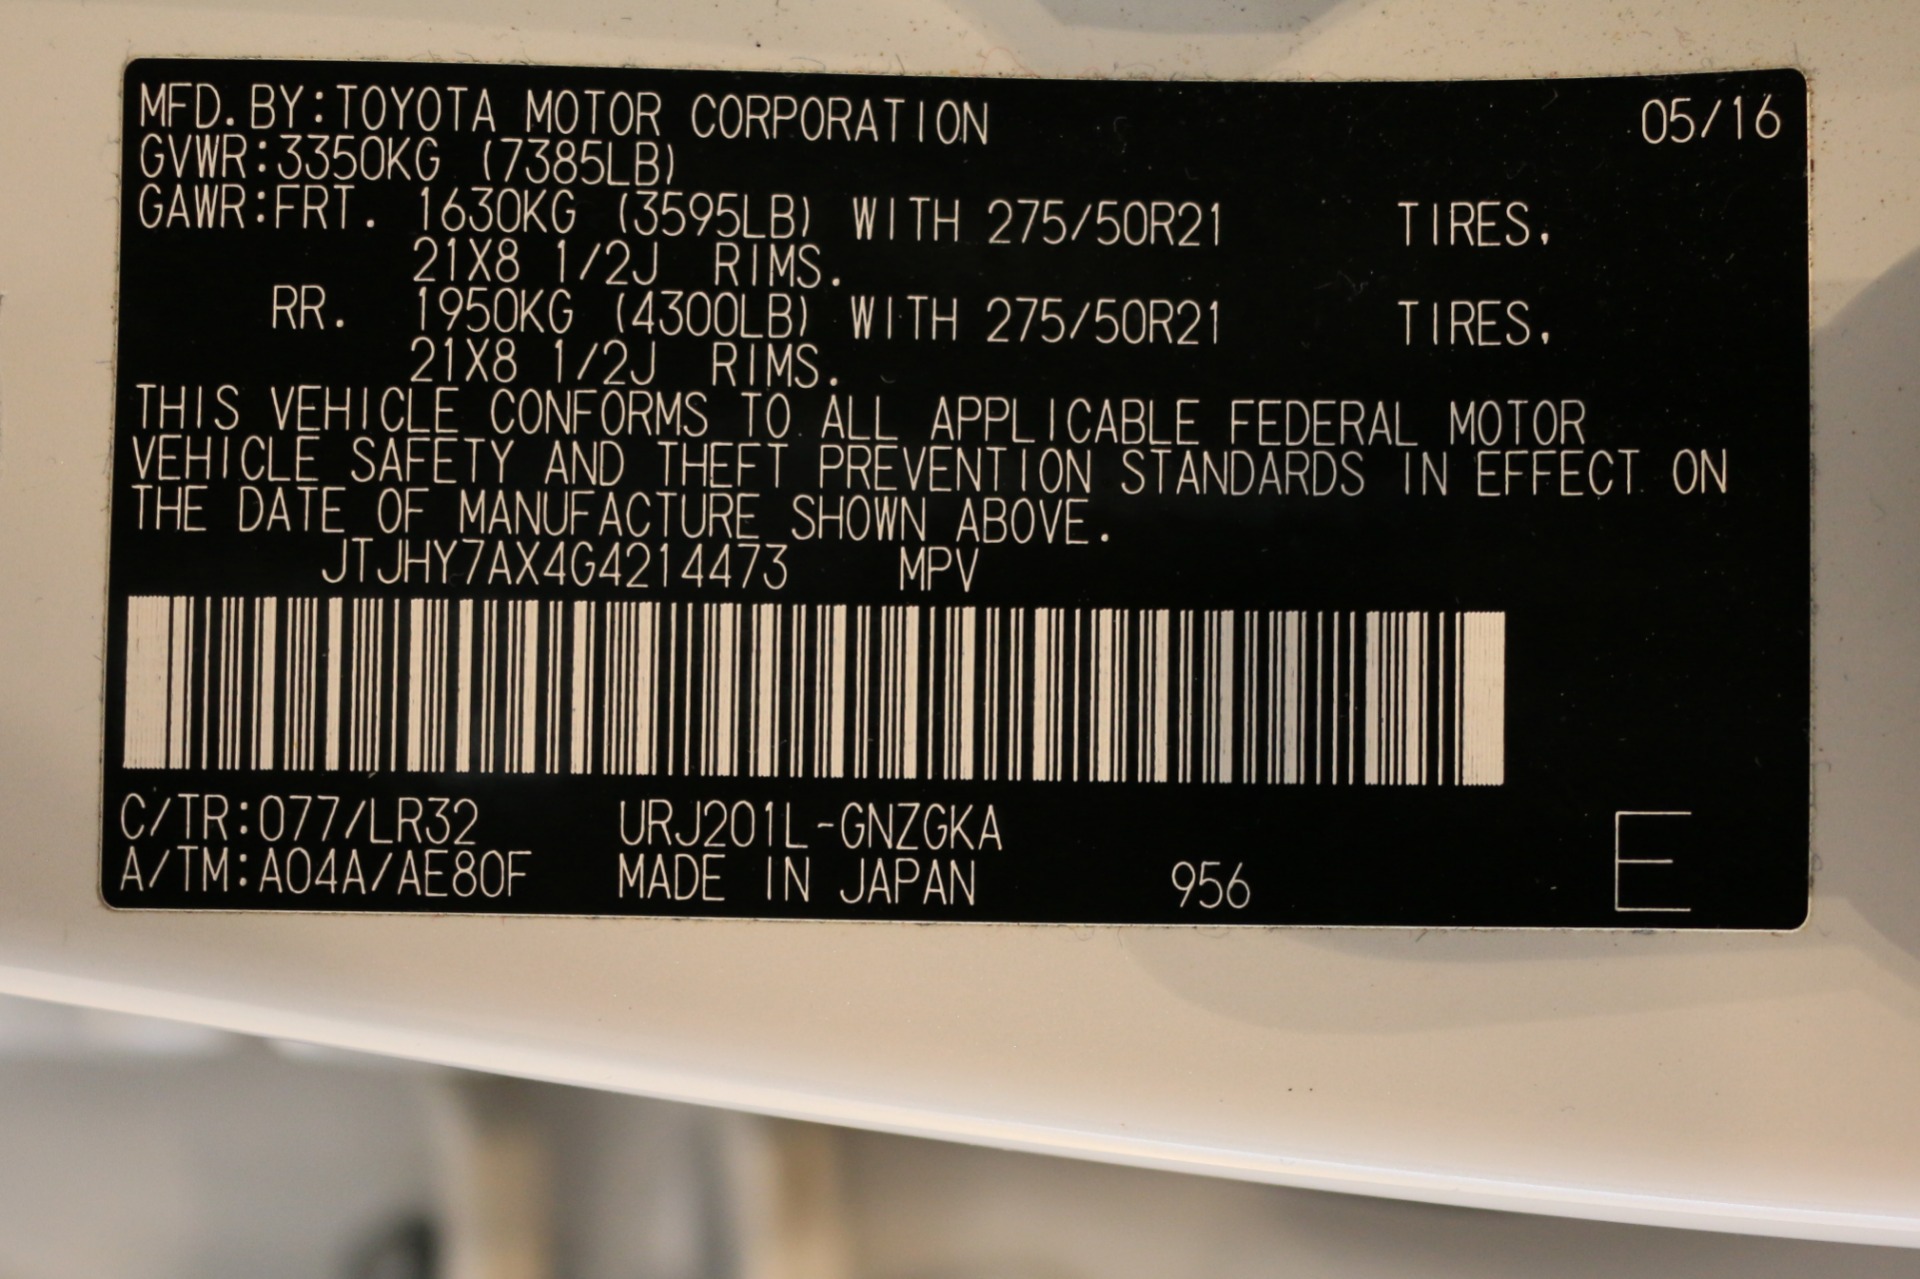 MFD.BY:TOYOTA MOTOR CORPORATION 05/16
GVWR:3350KG (7385LB)
GAWR:FRT. 1630KG (3595LB) WITH 275/50R21 TIRES,
21X8 1/2J RIMS.
RR. 1950KG (4300LB) WITH 275/50R21 TIRES,
21X8 1/2J RIMS.
THIS VEHICLE CONFORMS TO ALL APPLICABLE FEDERAL MOTOR
VEHICLE SAFETY AND THEFT PREVENTION STANDARDS IN EFFECT ON
THE DATE OF MANUFACTURE SHOWN ABOVE.
JTJHY7AX4G4214473 MPV
C/TR:077/LR32 URJ201L-GNZGKA
A/TM:A04A/AE80F MADE IN JAPAN 956 E